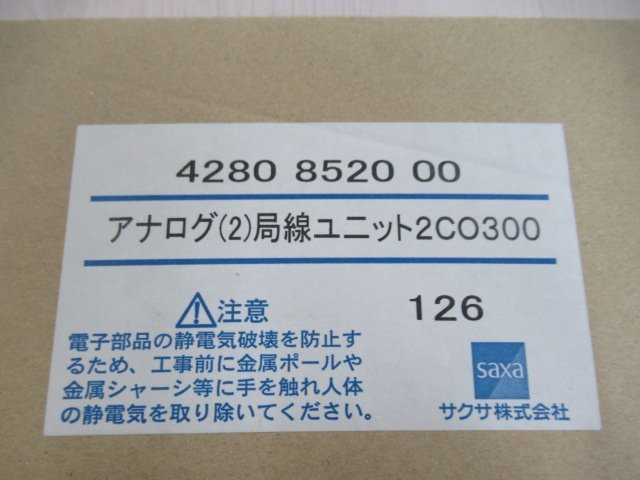 4280 8520 00
アナログ(2)局線ユニット2CO300
注意
126
電子部品の静電気破壊を防止す
るため、工事前に金属ポールや
金属シャーシ等に手を触れ人体
の静電気を取り除いてください。
saxa
サクサ株式会社